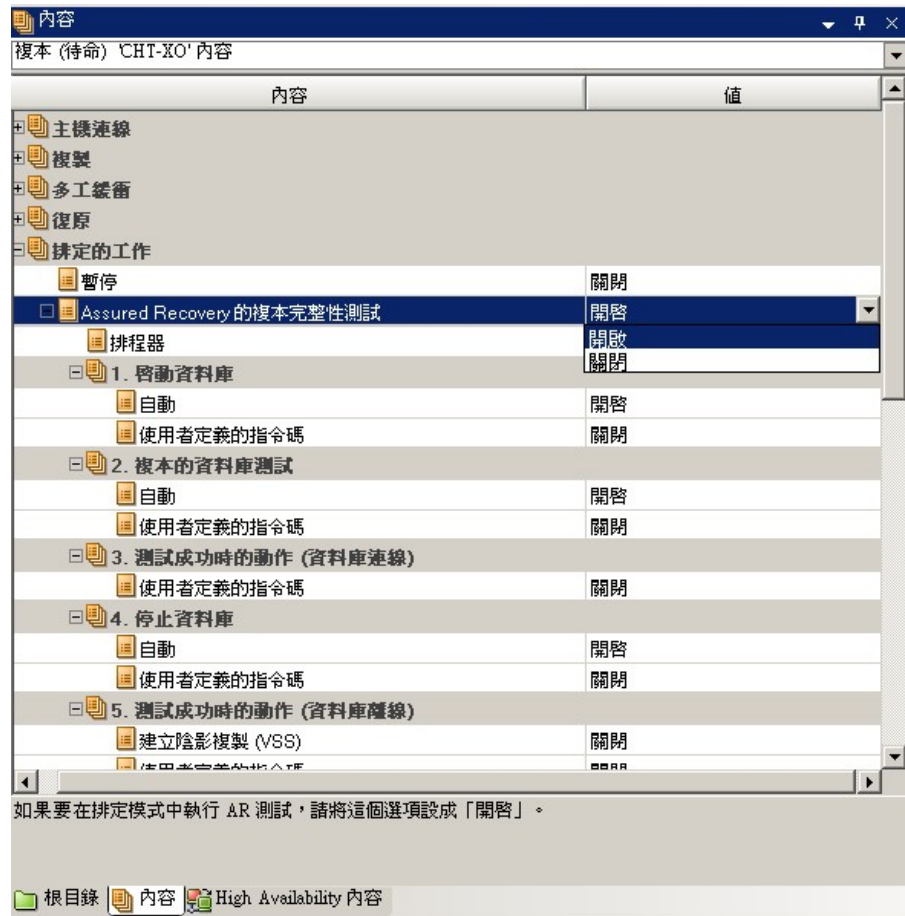 內容
複本 (待命) 'CHT-XO' 內容
內容 值
主機連線
複製
多工緩衝
復原
排定的工作
暫停 關閉
Assured Recovery 的複本完整性測試 開啓
排程器 開啟
關閉
1. 啓動資料庫
自動 開啓
使用者定義的指令碼 關閉
2. 複本的資料庫測試
自動 開啓
使用者定義的指令碼 關閉
3. 測試成功時的動作 (資料庫連線)
使用者定義的指令碼 關閉
4. 停止資料庫
自動 開啓
使用者定義的指令碼 關閉
5. 測試成功時的動作 (資料庫離線)
建立陰影複製 (VSS) 關閉
如果要在排定模式中執行 AR 測試，請將這個選項設成「開啓」。
根目錄 內容 High Availability 內容